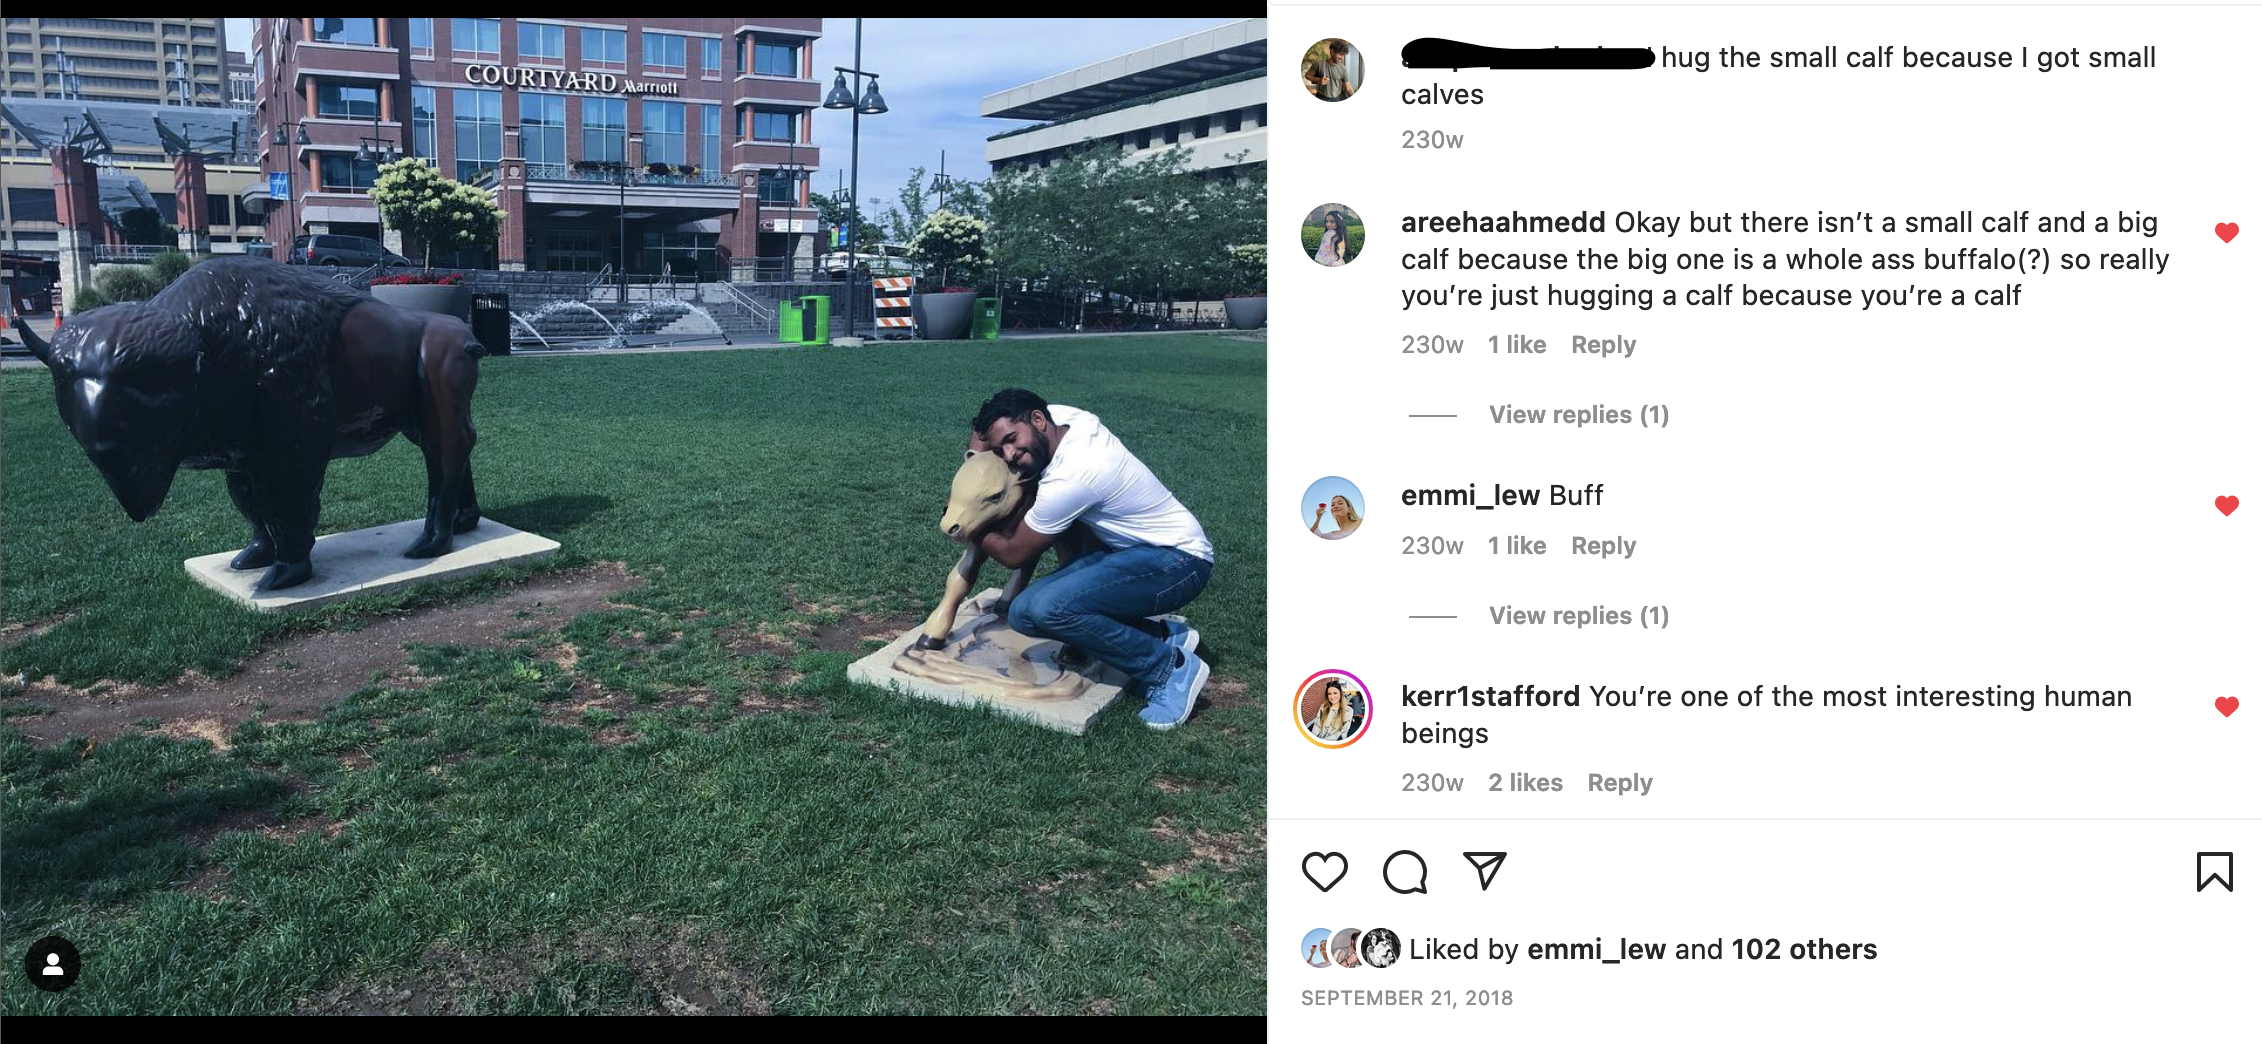 COURTYARD Marriott
hug the small calf because I got small
calves
230w
areehaahmedd Okay but there isn’t a small calf and a big
calf because the big one is a whole ass buffalo(?) so really
you’re just hugging a calf because you’re a calf
230w 1 like Reply
View replies (1)
emmi_lew Buff
230w 1 like Reply
View replies (1)
kerr1stafford You’re one of the most interesting human
beings
230w 2 likes Reply
Liked by emmi_lew and 102 others
SEPTEMBER 21, 2018